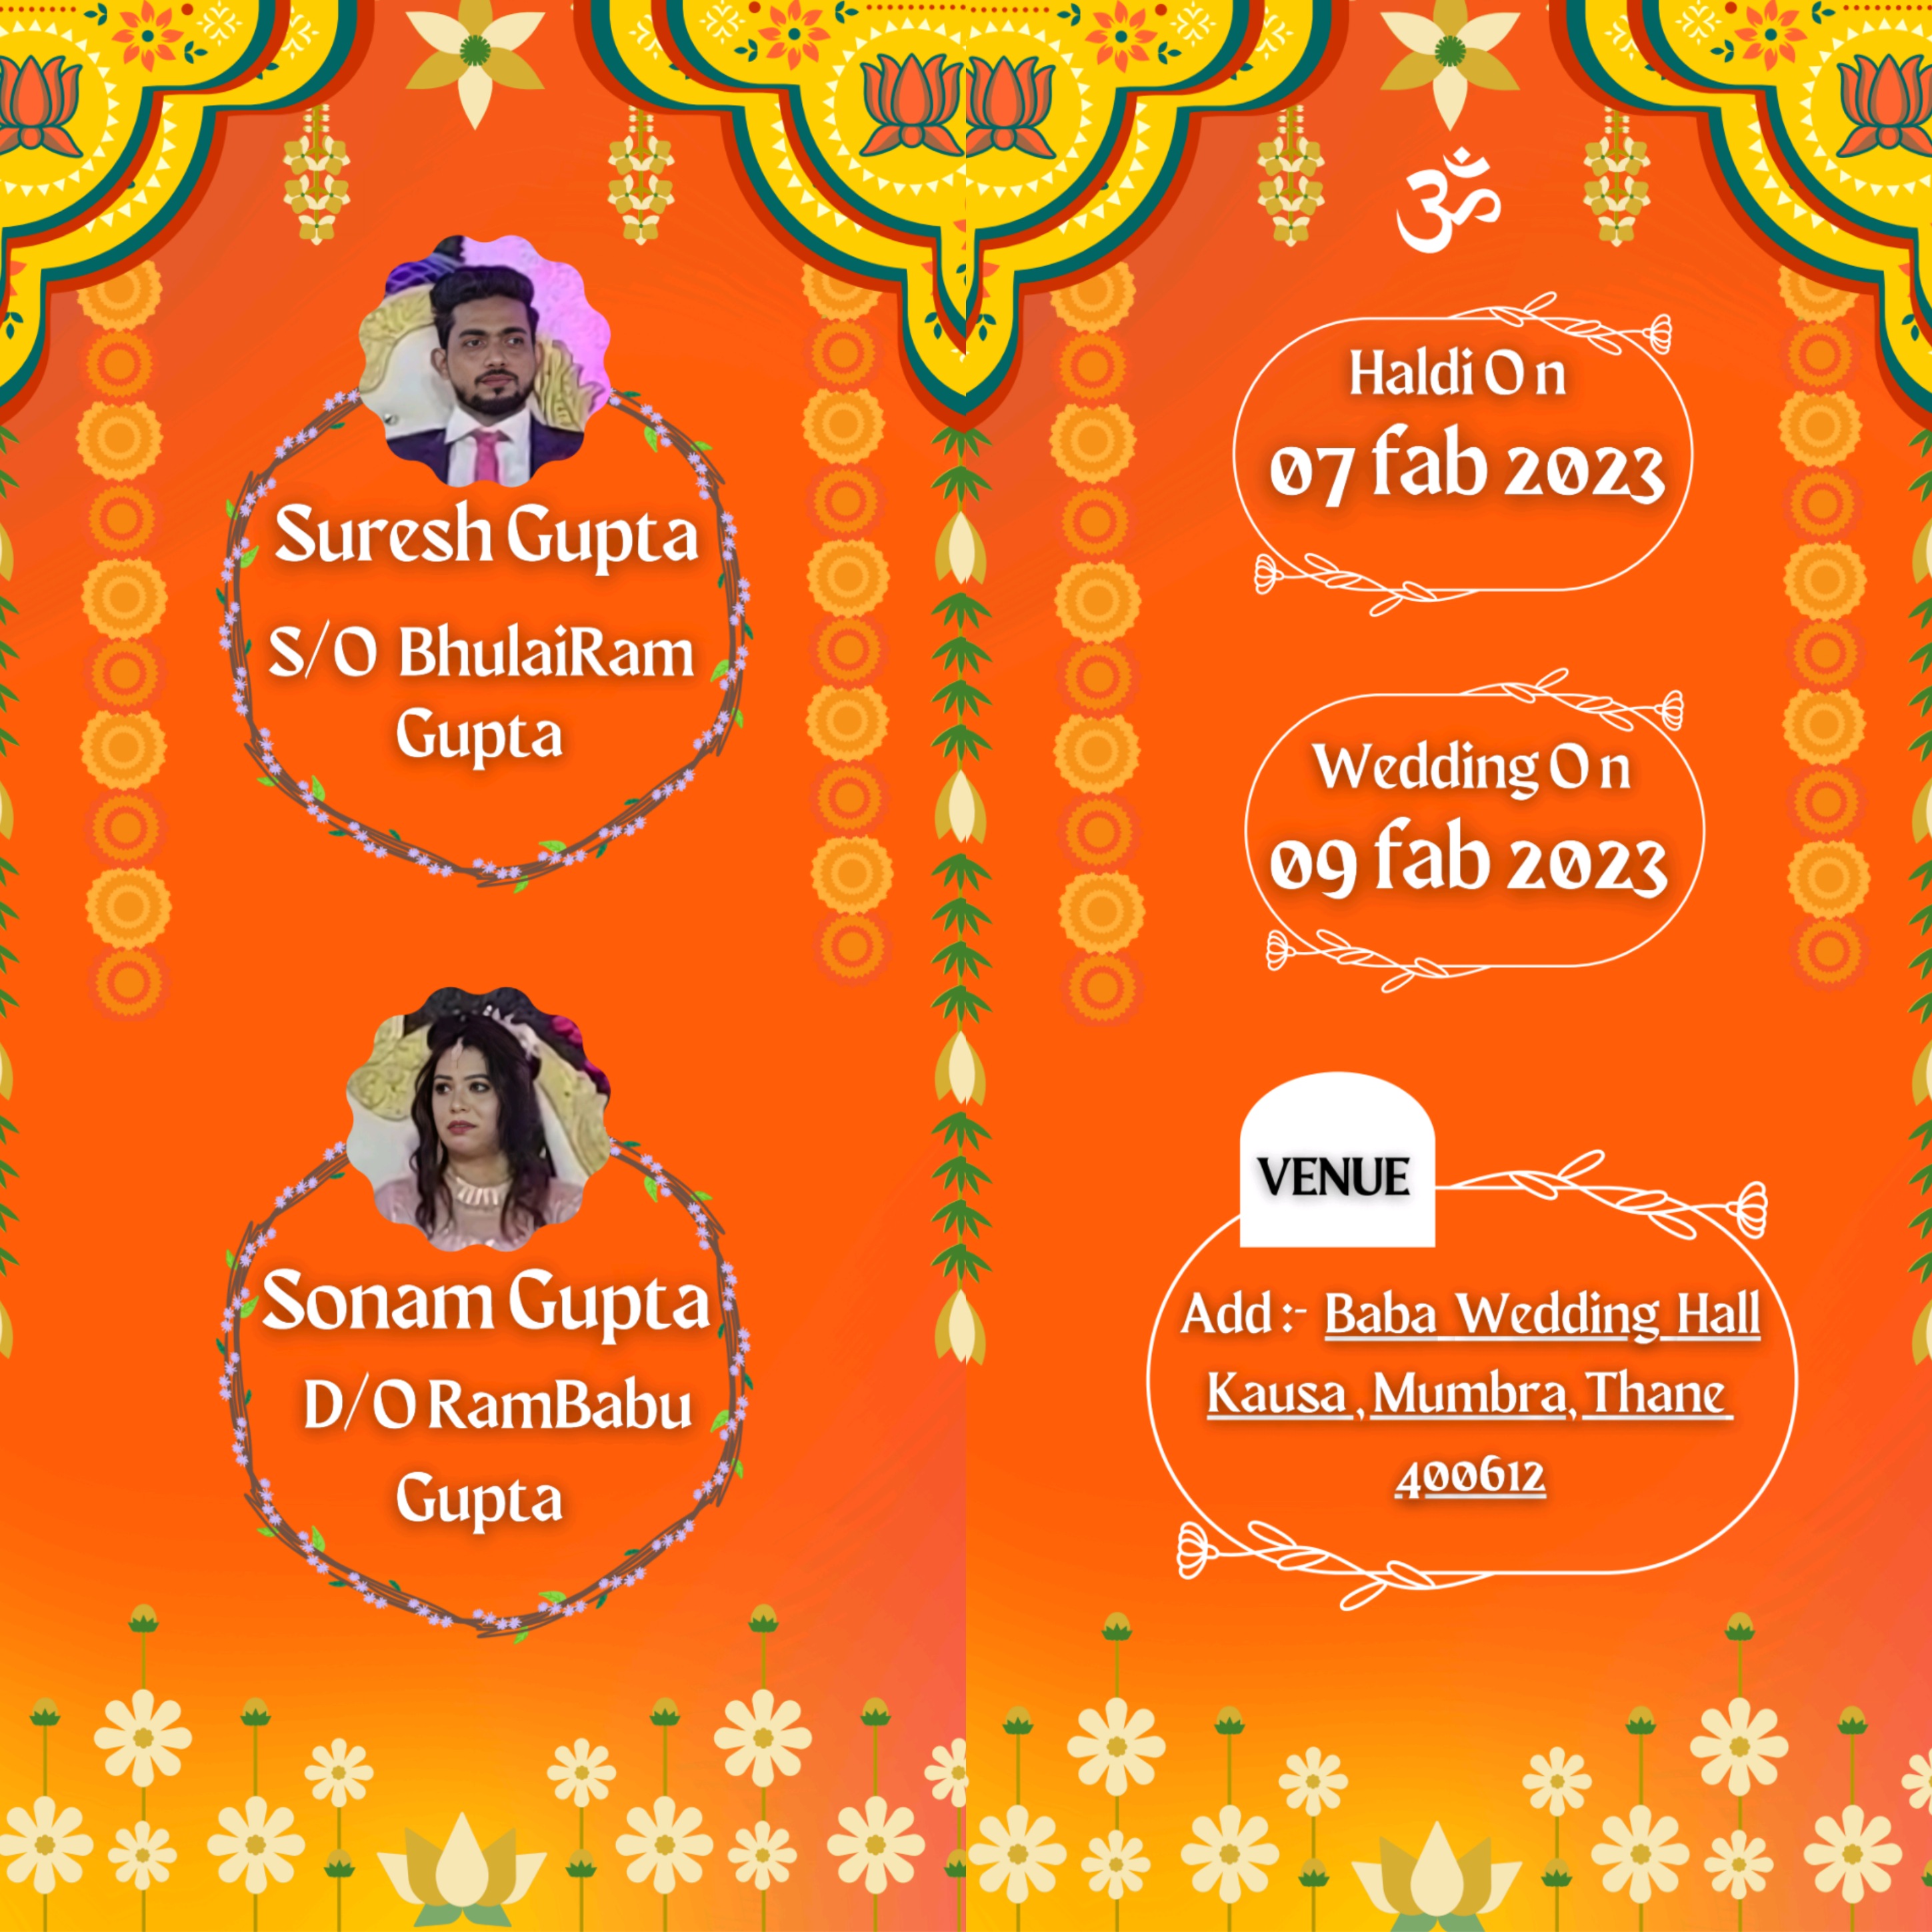 Suresh Gupta
S/O BhulaiRam
Gupta
Sonam Gupta
D/O RamBabu
Gupta
ॐ
Haldi On
07 fab 2023
Wedding On
09 fab 2023
VENUE
Add :- Baba Wedding Hall
Kausa , Mumbra, Thane
400612